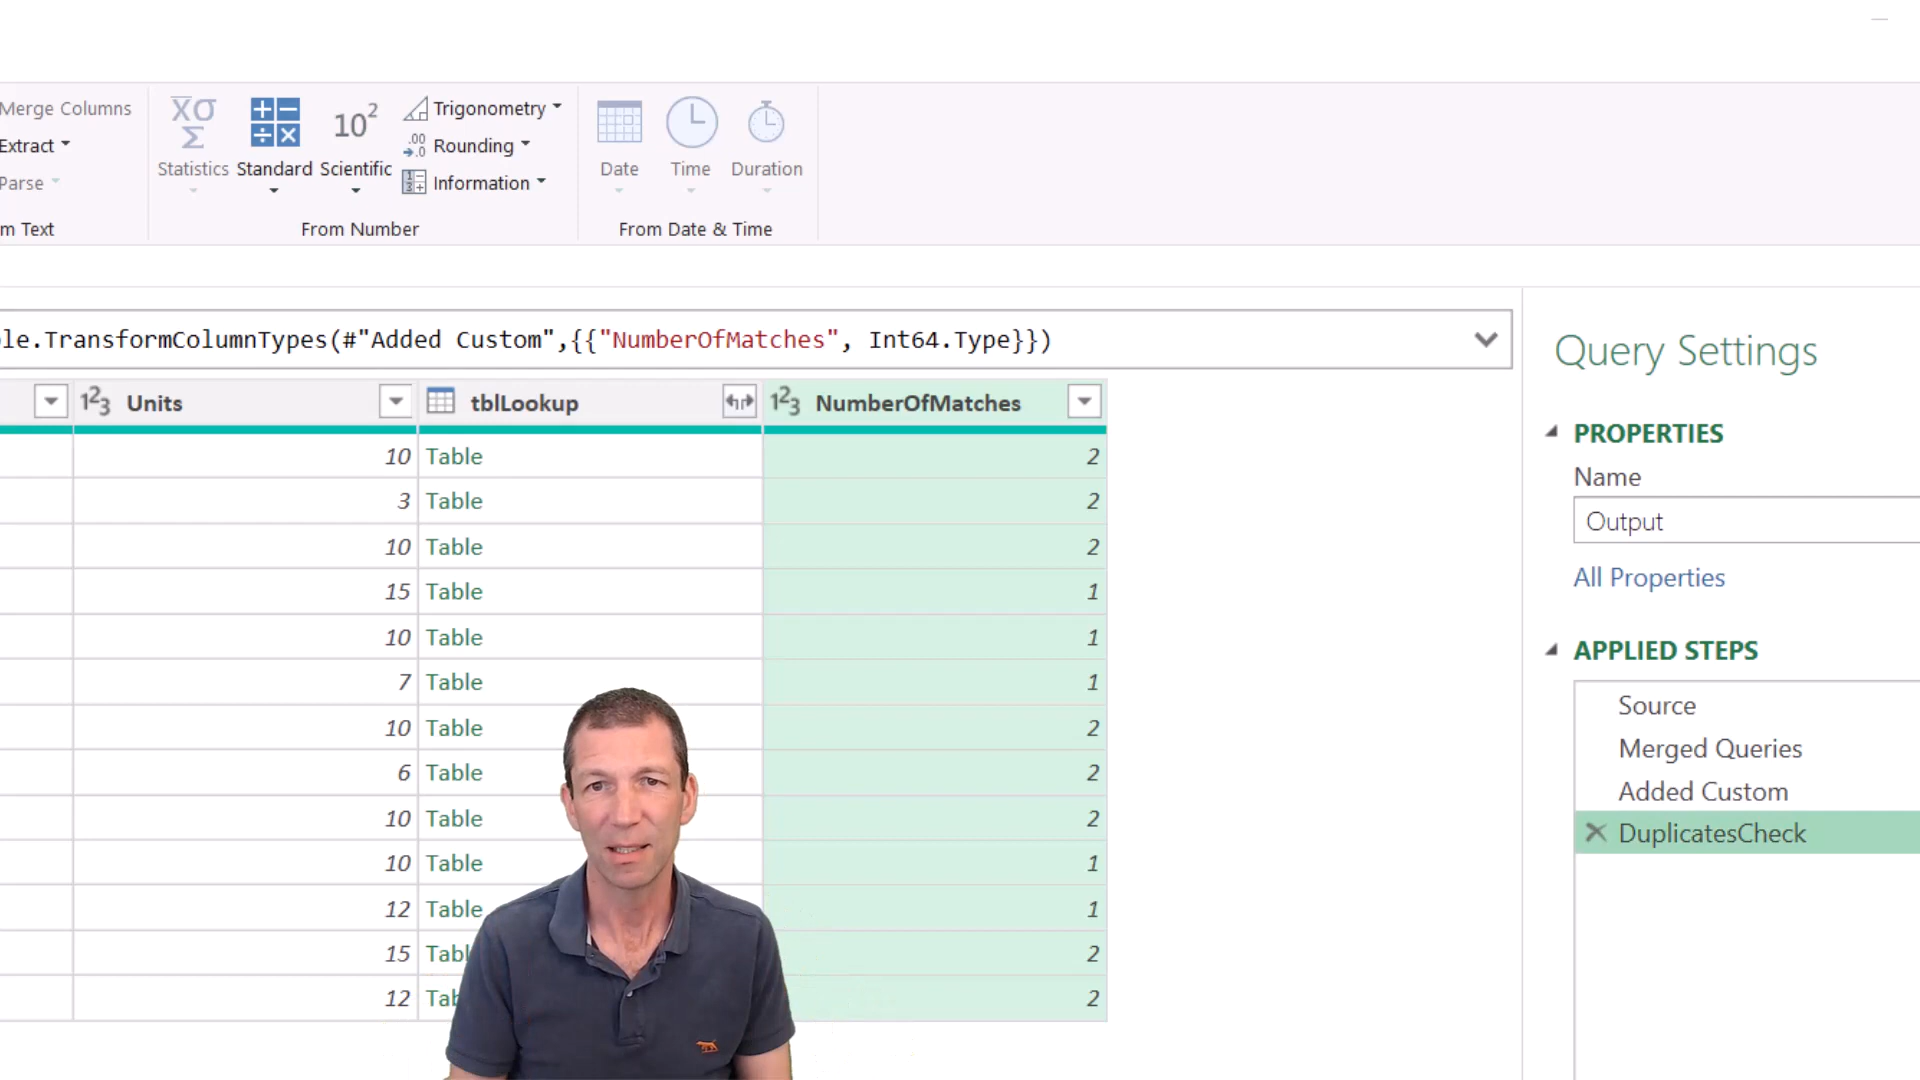 Merge Columns
Extract
Parse
m Text
Statistics
Standard
Scientific
Trigonometry
Rounding
Information
From Number
Date
Time
Duration
From Date & Time
le.TransformColumnTypes(#"Added Custom",{{"NumberOfMatches", Int64.Type}})
Units tblLookup NumberOfMatches
10 Table 2
3 Table 2
10 Table 2
15 Table 1
10 Table 1
7 Table 1
10 Table 2
6 Table 2
10 Table 2
10 Table 1
12 Table 1
15 Tabl 2
12 Tab 2
Query Settings
PROPERTIES
Name
Output
All Properties
APPLIED STEPS
Source
Merged Queries
Added Custom
DuplicatesCheck